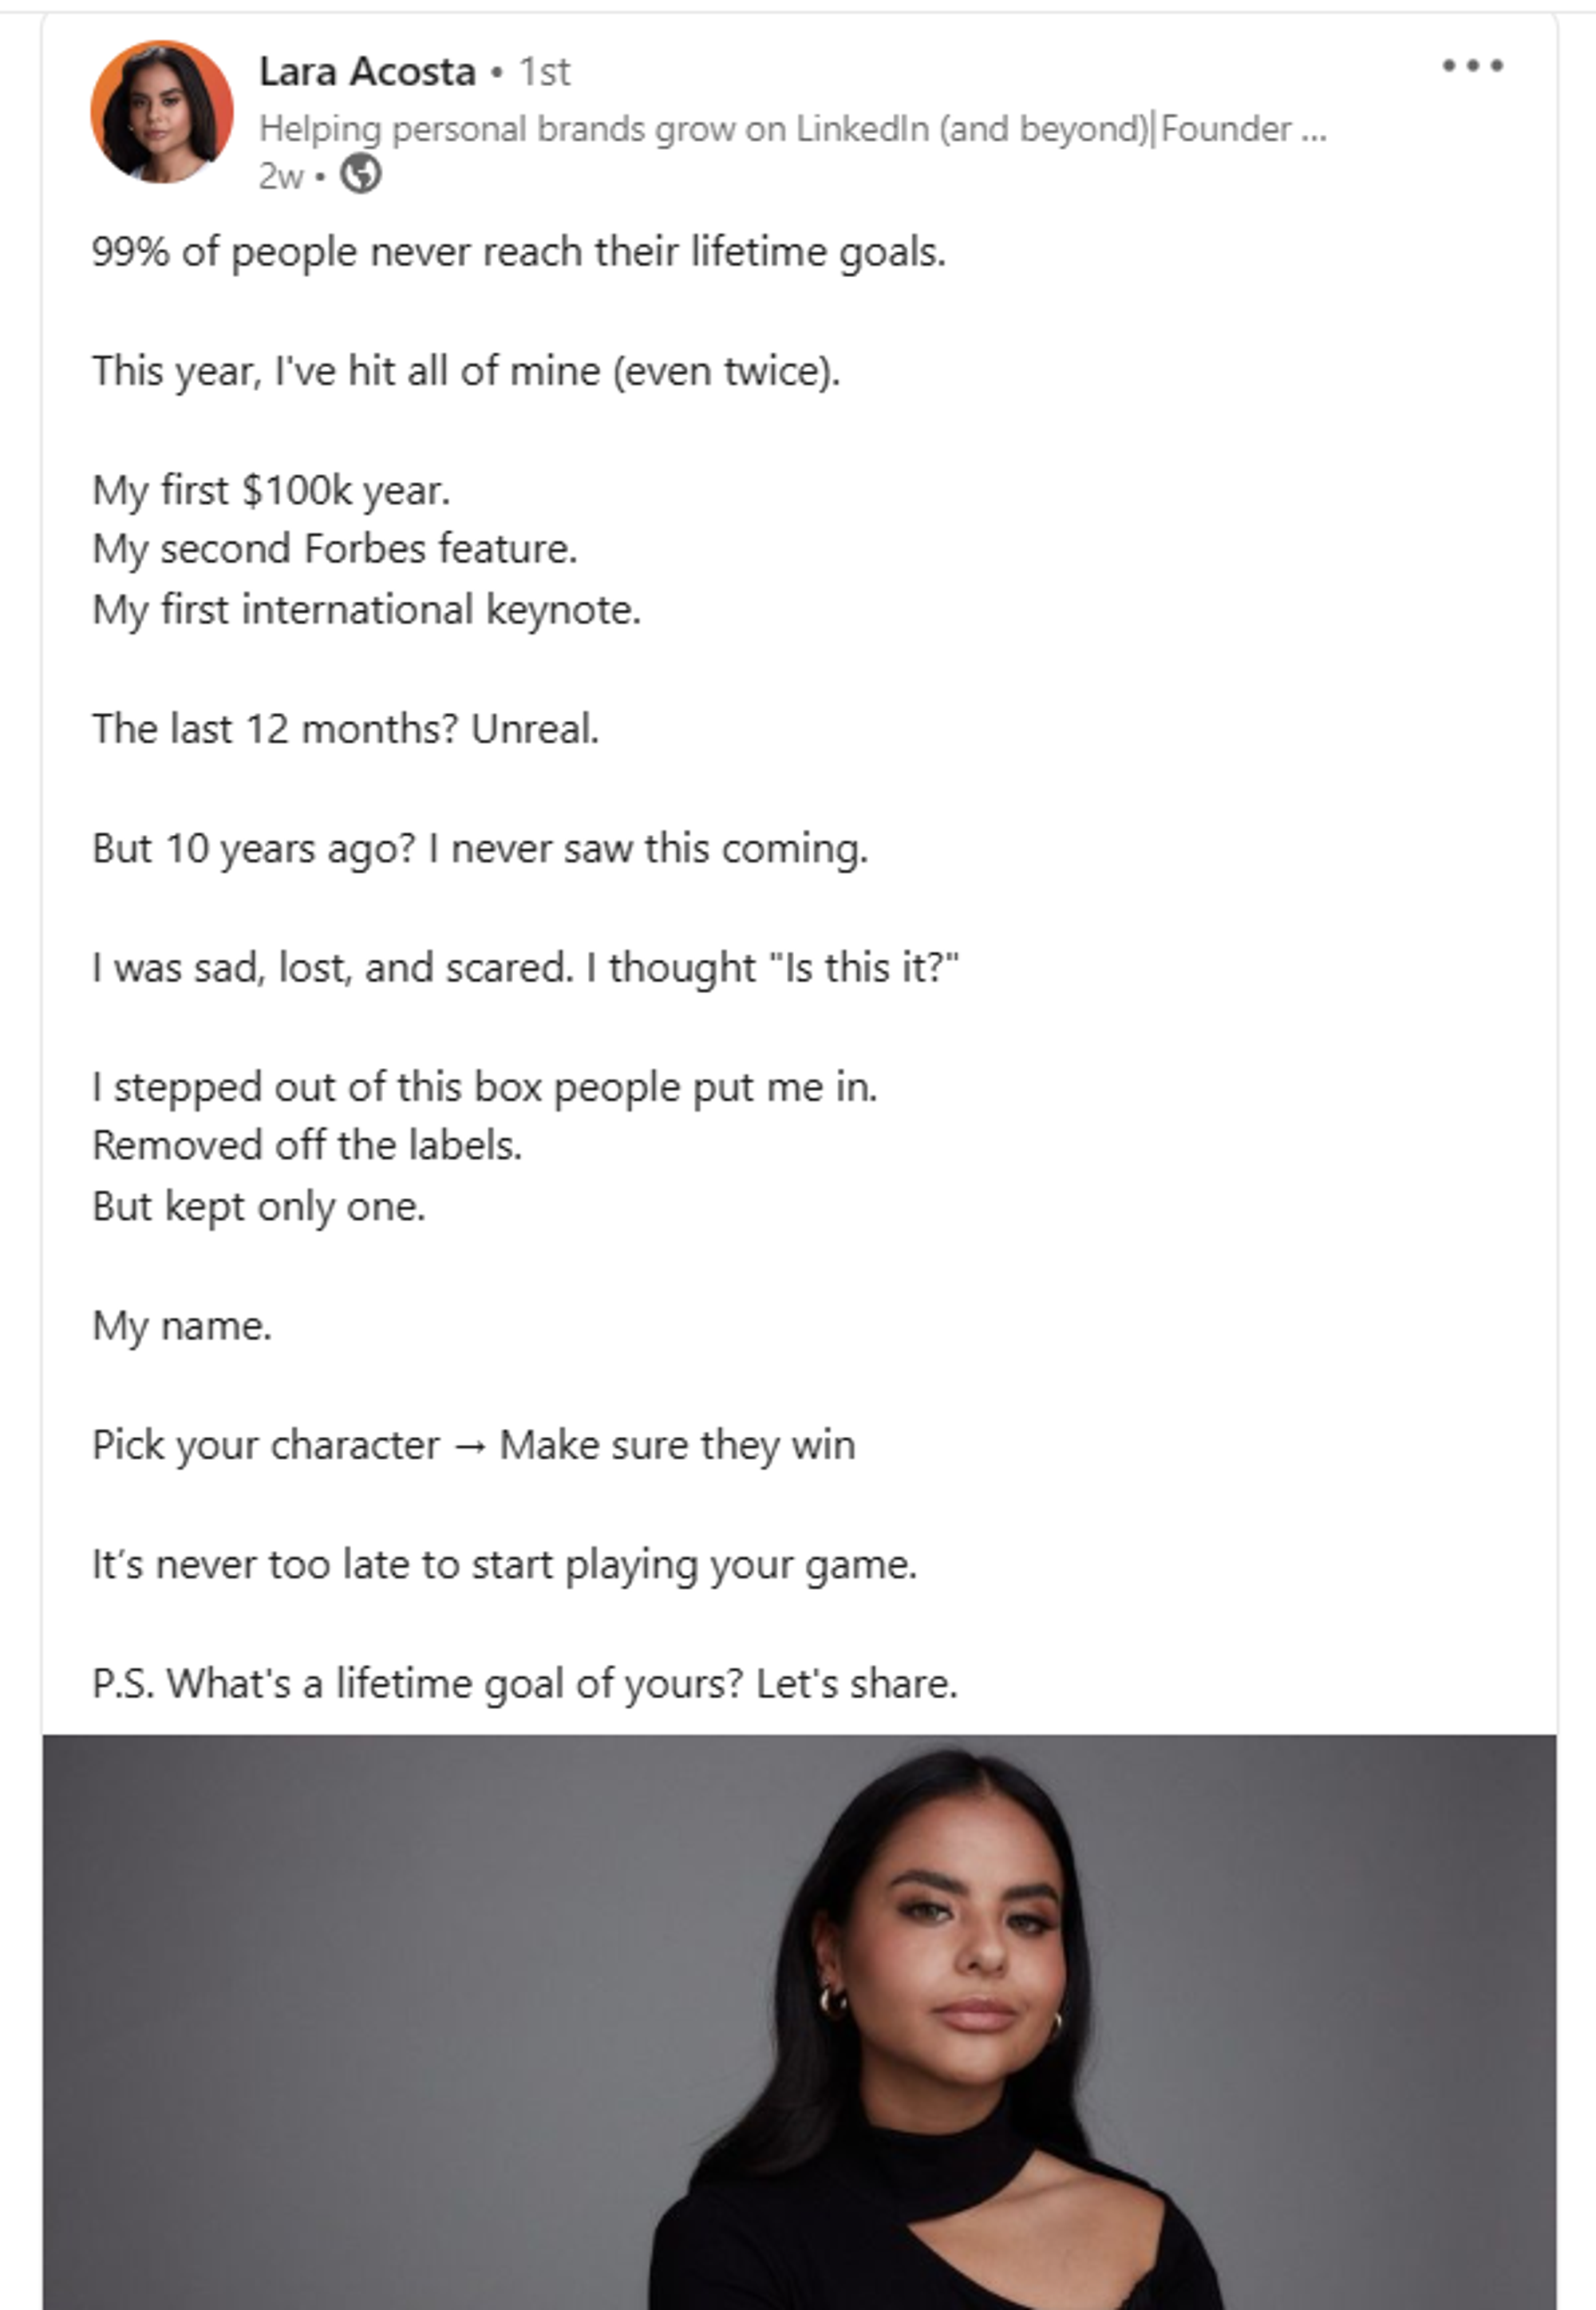 Lara Acosta • 1st
Helping personal brands grow on LinkedIn (and beyond)|Founder ...
2w •
99% of people never reach their lifetime goals.
This year, I've hit all of mine (even twice).
My first $100k year.
My second Forbes feature.
My first international keynote.
The last 12 months? Unreal.
But 10 years ago? I never saw this coming.
I was sad, lost, and scared. I thought "Is this it?"
I stepped out of this box people put me in.
Removed off the labels.
But kept only one.
My name.
Pick your character → Make sure they win
It’s never too late to start playing your game.
P.S. What's a lifetime goal of yours? Let's share.